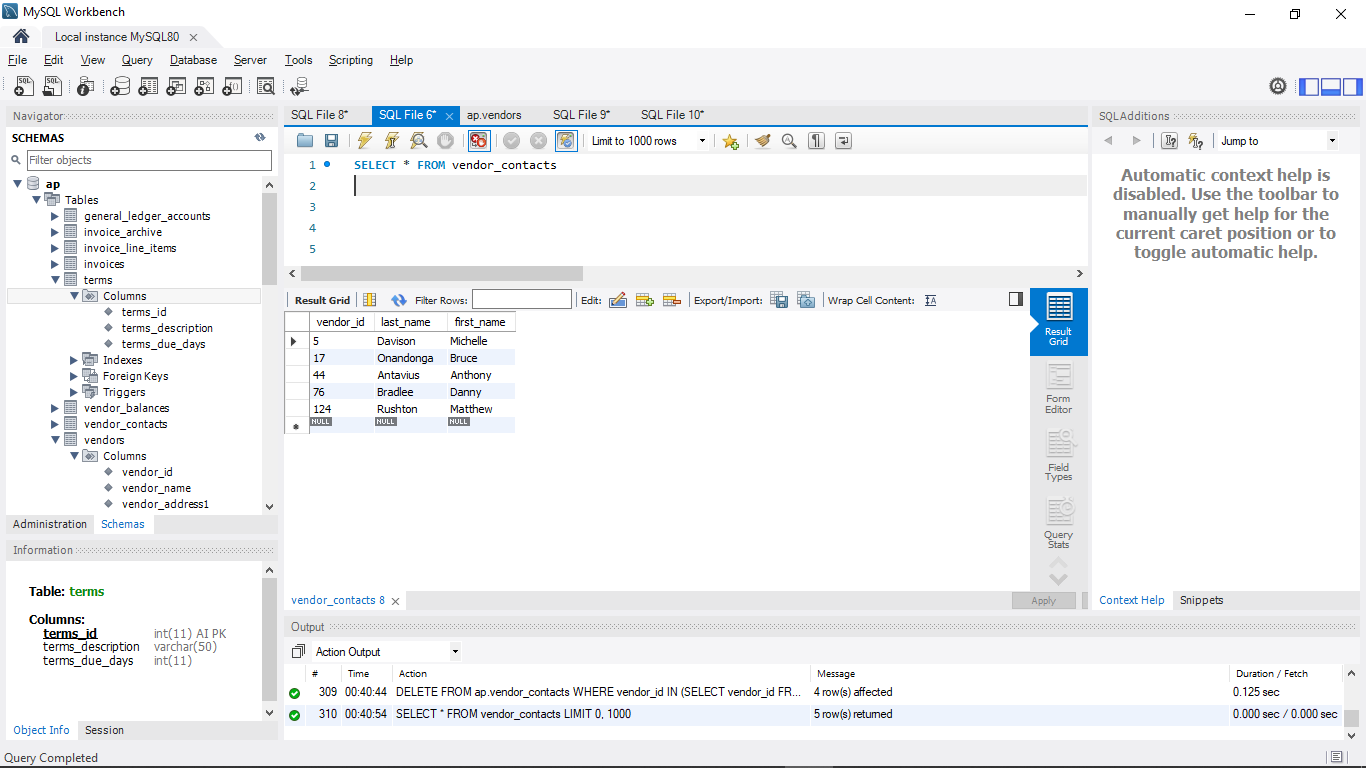 MySQL Workbench
Local instance MySQL80
File Edit View Query Database Server Tools Scripting Help
Navigator
SCHEMAS
Filter objects
ap
Tables
general_ledger_accounts
invoice_archive
invoice_line_items
invoices
terms
Columns
terms_id
terms_description
terms_due_days
Indexes
Foreign Keys
Triggers
vendor_balances
vendor_contacts
vendors
Columns
vendor_id
vendor_name
vendor_address1
Administration Schemas
Information
Table: terms
Columns:
terms_id int(11) AI PK
terms_description varchar(50)
terms_due_days int(11)
Object Info Session
SQL File 8* SQL File 6* ap.vendors SQL File 9* SQL File 10*
Limit to 1000 rows
1 SELECT * FROM vendor_contacts
2
3
4
5
Result Grid Filter Rows: Edit: Export/Import: Wrap Cell Content:
vendor_id last_name first_name
5 Davison Michelle
17 Onandonga Bruce
44 Antavius Anthony
76 Bradlee Danny
124 Rushton Matthew
NULL NULL NULL
Result Grid
Form Editor
Field Types
Query Stats
vendor_contacts 8
Apply
Output
Action Output
# Time Action Message Duration / Fetch
309 00:40:44 DELETE FROM ap.vendor_contacts WHERE vendor_id IN (SELECT vendor_id FR... 4 row(s) affected 0.125 sec
310 00:40:54 SELECT * FROM vendor_contacts LIMIT 0, 1000 5 row(s) returned 0.000 sec / 0.000 sec
SQLAdditions
Jump to
Automatic context help is
disabled. Use the toolbar to
manually get help for the
current caret position or to
toggle automatic help.
Context Help Snippets
Query Completed